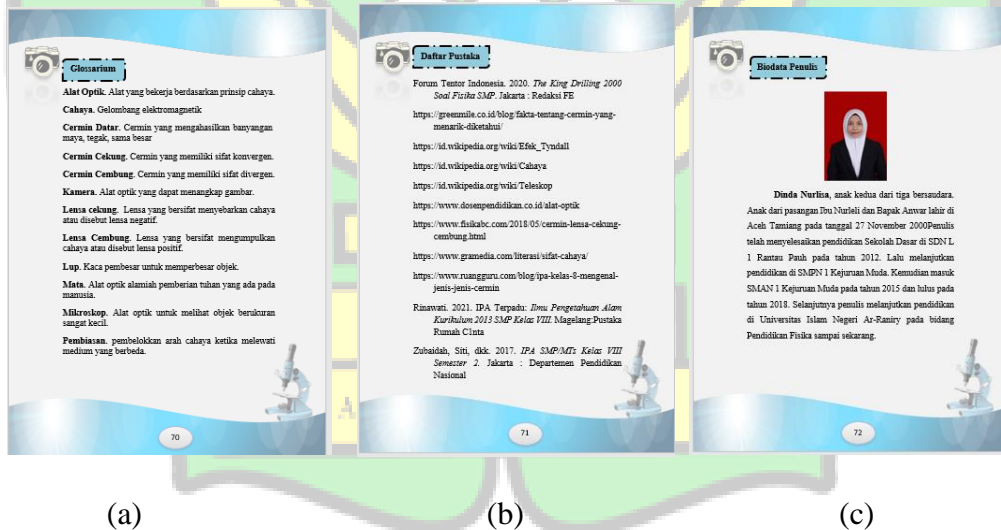 Glossarium
Alat Optik. Alat yang bekerja berdasarkan prinsip cahaya.
Cahaya. Gelombang elektromagnetik
Cermin Datar. Cermin yang mengahasilkan banyangan
maya, tegak, sama besar
Cermin Cekung. Cermin yang memiliki sifat konvergen.
Cermin Cembung. Cermin yang memiliki sifat divergen.
Kamera. Alat optik yang dapat menangkap gambar.
Lensa cekung. Lensa yang bersifat menyebarkan cahaya
atau disebut lensa negatif.
Lensa Cembung. Lensa yang bersifat mengumpulkan
cahaya atau disebut lensa positif.
Lup. Kaca pembesar untuk memperbesar objek.
Mata. Alat optik alamiah pemberian tuhan yang ada pada
manusia.
Mikroskop. Alat optik untuk melihat objek berukuran
sangat kecil.
Pembiasan. pembelokkan arah cahaya ketika melewati
medium yang berbeda.
70
(a)
Daftar Pustaka
Forum Tentor Indonesia. 2020. The King Drilling 2000
Soal Fisika SMP. Jakarta : Redaksi FE
https://greenmile.co.id/blog/fakta-tentang-cermin-yang-
menarik-diketahui/
https://id.wikipedia.org/wiki/Efek_Tyndall
https://id.wikipedia.org/wiki/Cahaya
https://id.wikipedia.org/wiki/Teleskop
https://www.dosenpendidikan.co.id/alat-optik
https://www.fisikabc.com/2018/05/cermin-lensa-cekung-
cembung.html
https://www.gramedia.com/literasi/sifat-cahaya/
https://www.ruangguru.com/blog/ipa-kelas-8-mengenal-
jenis-jenis-cermin
Rinawati. 2021. IPA Terpadu: Ilmu Pengetahuan Alam
Kurikulum 2013 SMP Kelas VIII. Magelang:Pustaka
Rumah C1nta
Zubaidah, Siti, dkk. 2017. IPA SMP/MTs Kelas VIII
Semester 2. Jakarta : Departemen Pendidikan
Nasional
71
(b)
Biodata Penulis
Dinda Nurlisa, anak kedua dari tiga bersaudara.
Anak dari pasangan Ibu Nurleli dan Bapak Anwar lahir di
Aceh Tamiang pada tanggal 27 November 2000Penulis
telah menyelesaikan pendidikan Sekolah Dasar di SDN L
1 Rantau Pauh pada tahun 2012. Lalu melanjutkan
pendidikan di SMPN 1 Kejuruan Muda. Kemudian masuk
SMAN 1 Kejuruan Muda pada tahun 2015 dan lulus pada
tahun 2018. Selanjutnya penulis melanjutkan pendidikan
di Universitas Islam Negeri Ar-Raniry pada bidang
Pendidikan Fisika sampai sekarang.
72
(c)